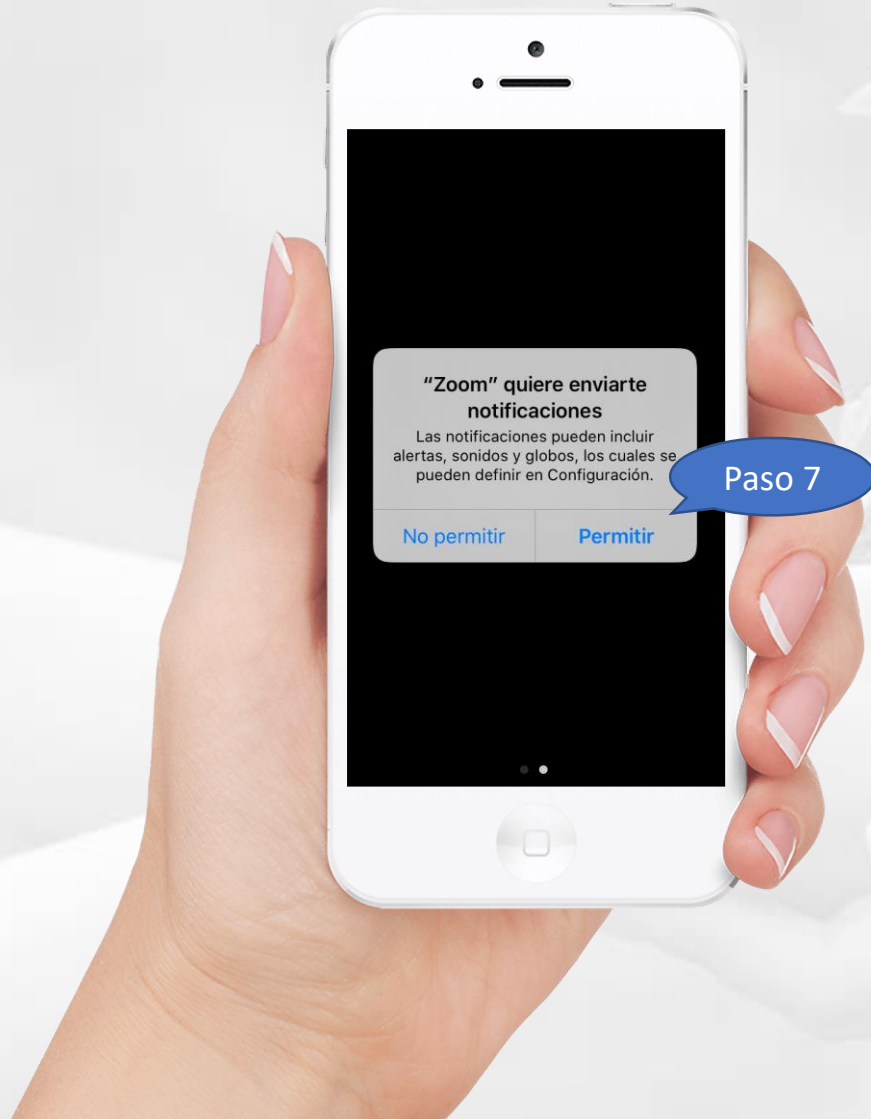 “Zoom” quiere enviarte
notificaciones
Las notificaciones pueden incluir
alertas, sonidos y globos, los cuales se
pueden definir en Configuración.
Paso 7
No permitir
Permitir